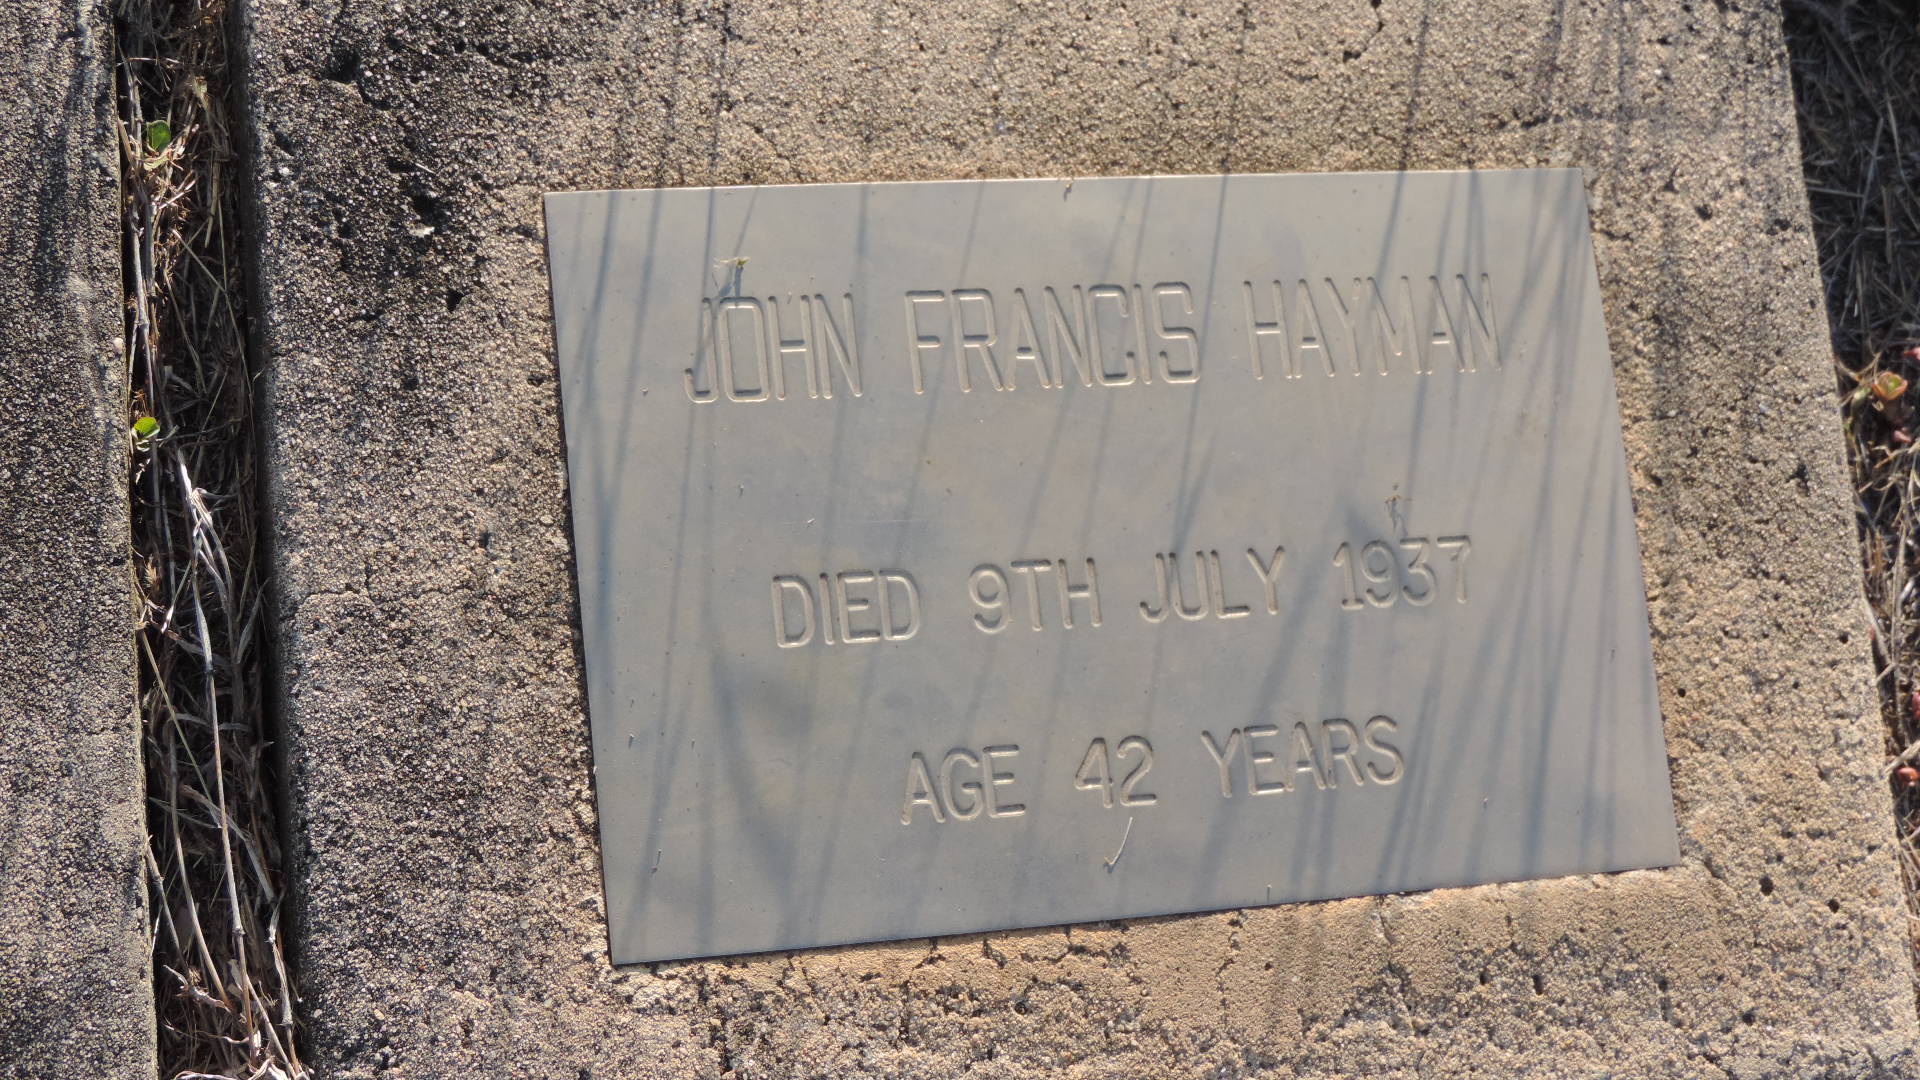 JOHN FRANCIS HAYMAN
DIED 9TH JULY 1937
AGE 42 YEARS